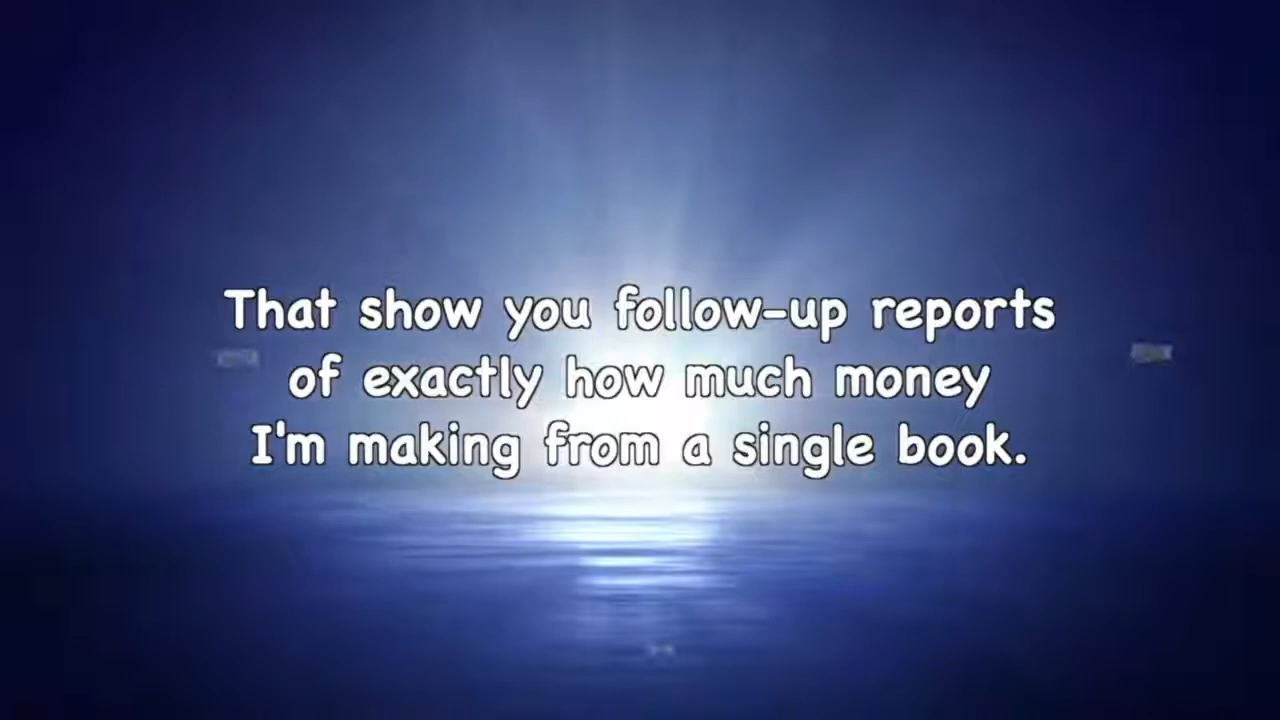 That show you follow-up reports
of exactly how much money
I'm making from a single book.